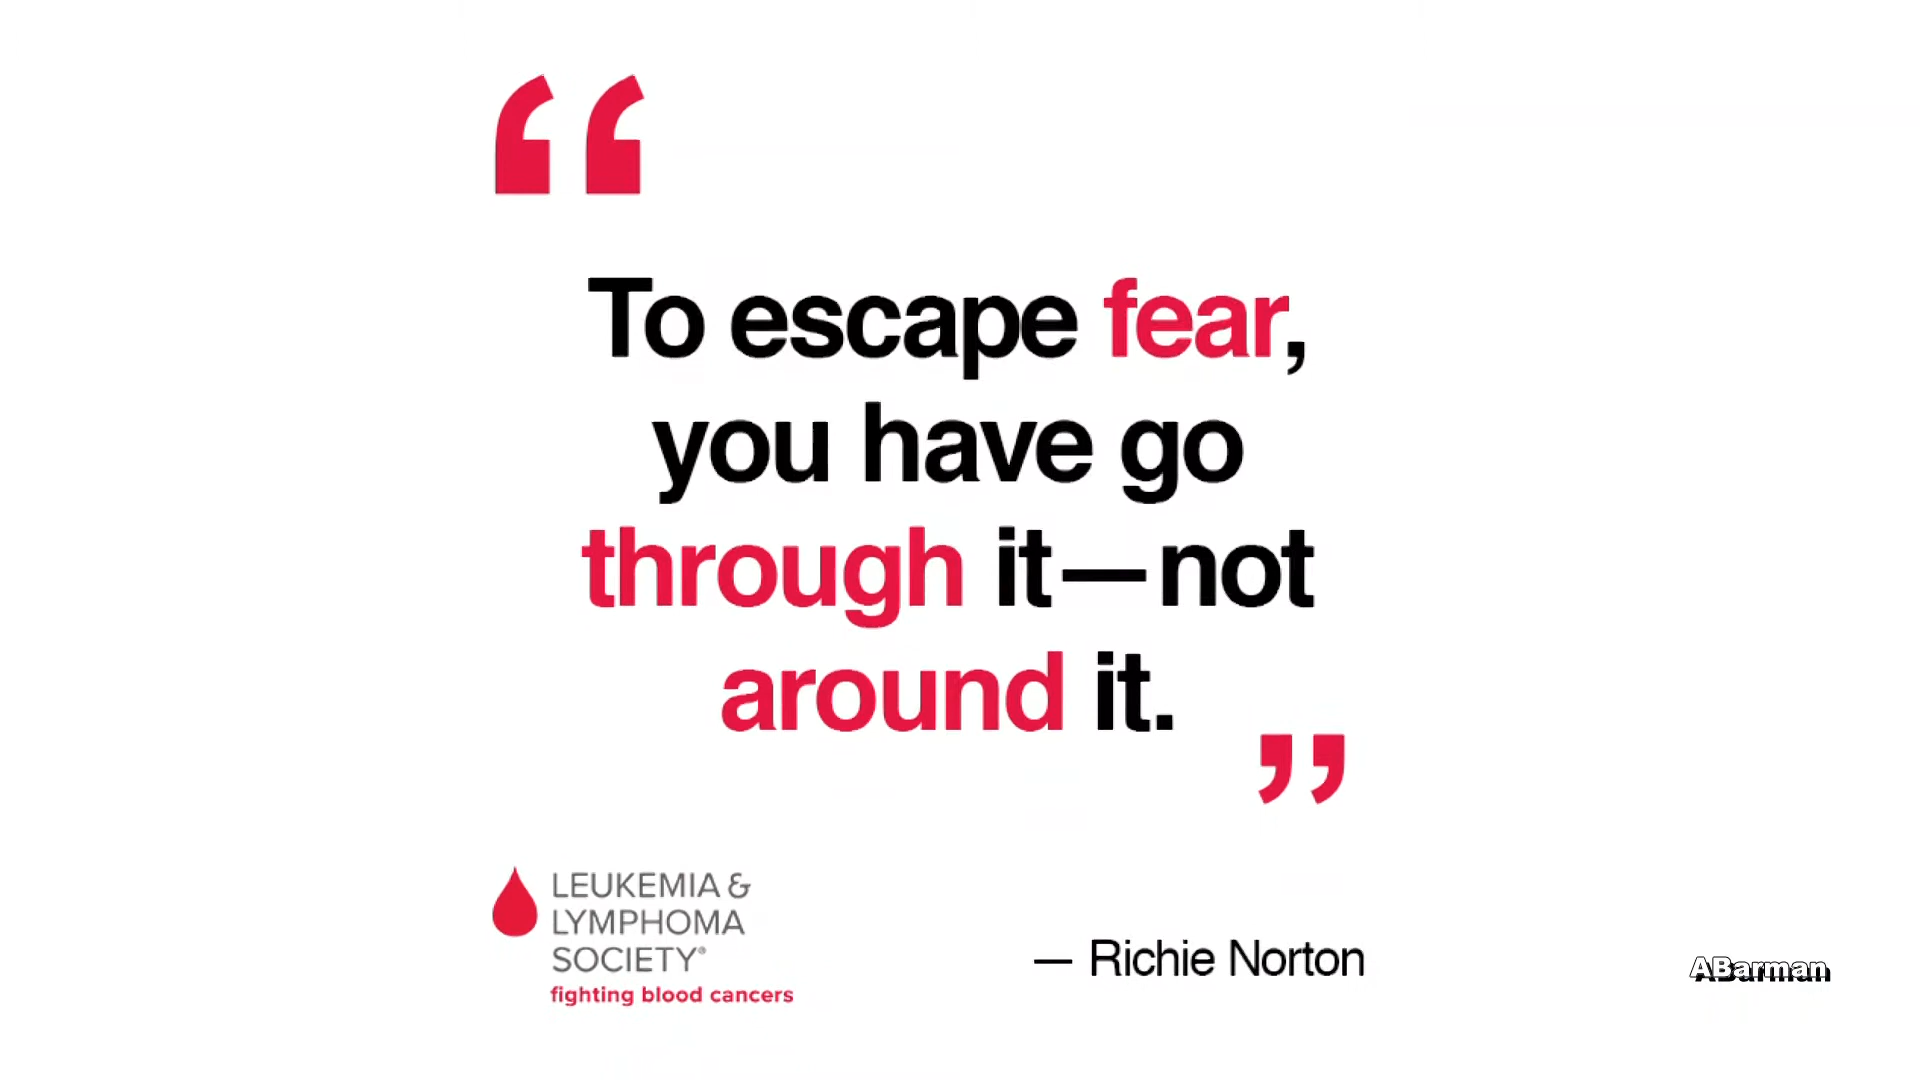 “
To escape fear,
you have go
through it—not
around it.
”
LEUKEMIA &
LYMPHOMA
SOCIETY®
fighting blood cancers
— Richie Norton
ABarman